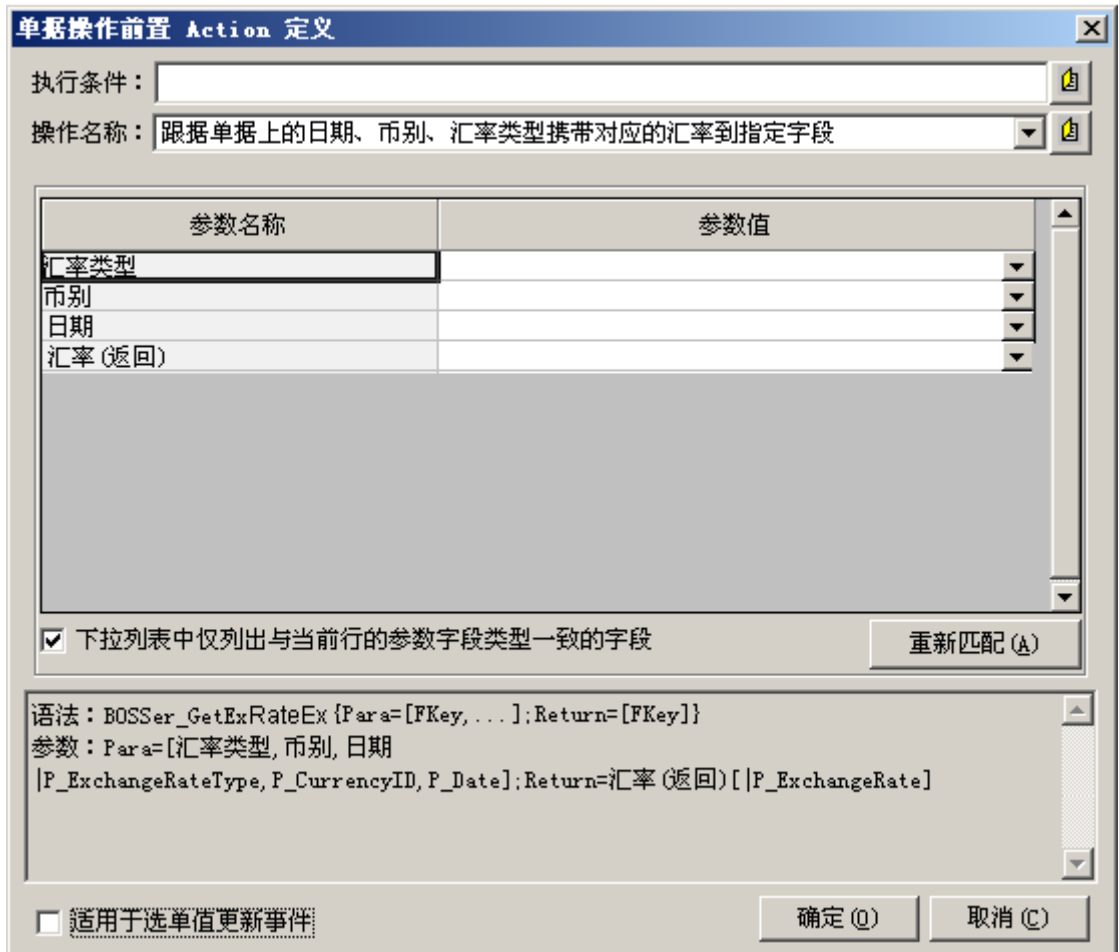 单据操作前置 Action 定义
执行条件：
操作名称： 跟据单据上的日期、币别、汇率类型携带对应的汇率到指定字段
参数名称 参数值
汇率类型
币别
日期
汇率(返回)
下拉列表中仅列出与当前行的参数字段类型一致的字段 重新匹配(A)
语法：BOSSer_GetExRateEx{Para=[FKey,...];Return=[FKey]}
参数：Para=[汇率类型,币别,日期
|P_ExchangeRateType,P_CurrencyID,P_Date];Return=汇率(返回)[|P_ExchangeRate]
适用于选单值更新事件 确定(O) 取消(C)